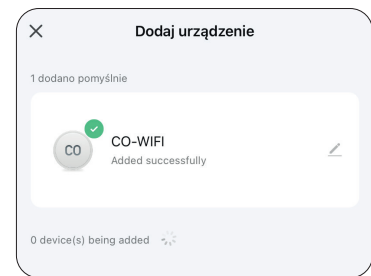 Dodaj urządzenie
1 dodano pomyślnie
CO
CO-WIFI
Added successfully
0 device(s) being added